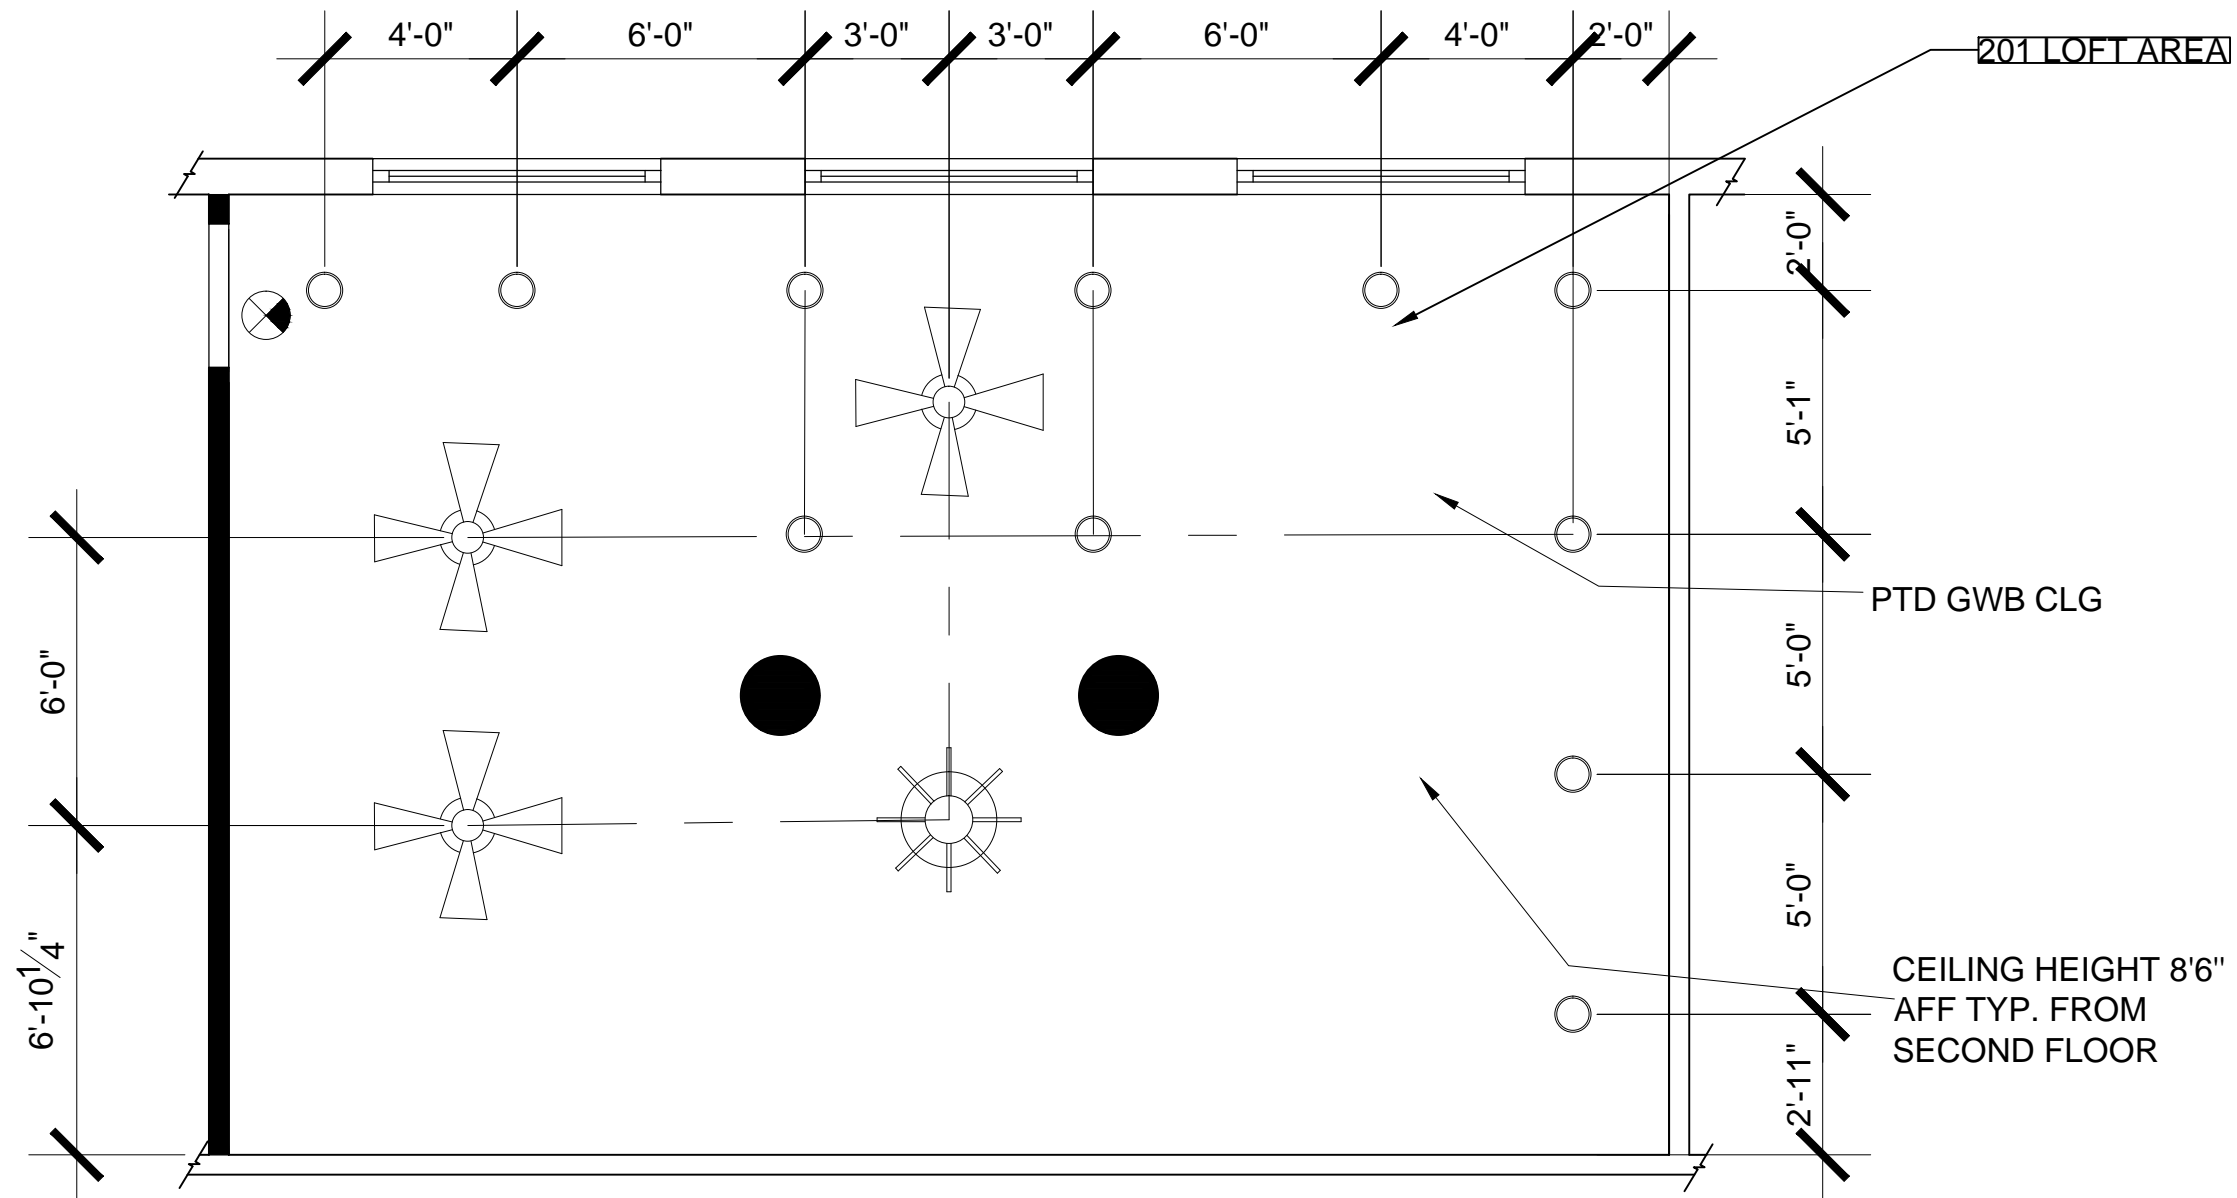 4'-0"
6'-0"
3'-0"
3'-0"
6'-0"
4'-0"
2'-0"
201 LOFT AREA
2'-0"
5'-1"
PTD GWB CLG
5'-0"
6'-0"
5'-0"
CEILING HEIGHT 8'6"
AFF TYP. FROM
SECOND FLOOR
6'-10 1/4"
2'-11"